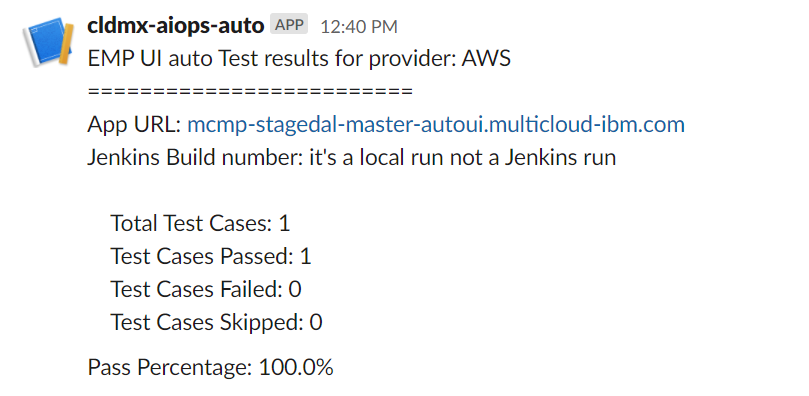 cldmx-aiops-auto APP 12:40 PM
EMP UI auto Test results for provider: AWS
=========================
App URL: mcmp-stagedal-master-autoui.multicloud-ibm.com
Jenkins Build number: it's a local run not a Jenkins run
Total Test Cases: 1
Test Cases Passed: 1
Test Cases Failed: 0
Test Cases Skipped: 0
Pass Percentage: 100.0%